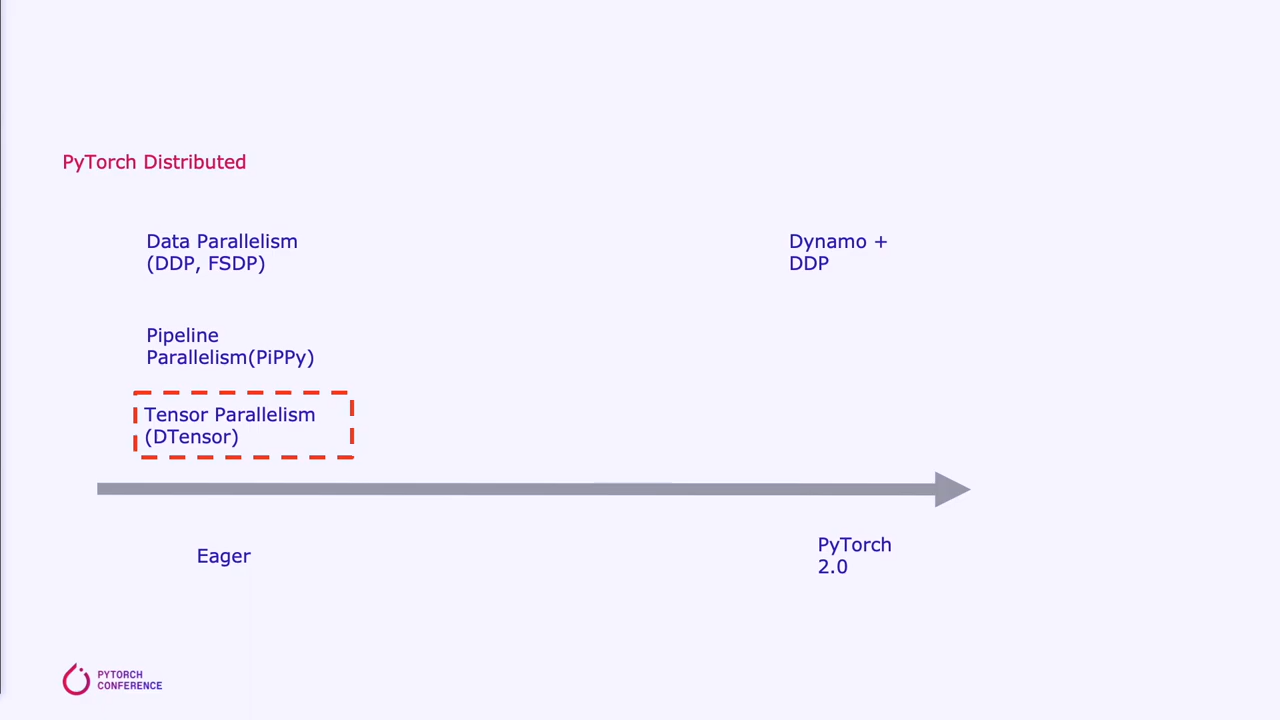 PyTorch Distributed
Data Parallelism
(DDP, FSDP)
Dynamo +
DDP
Pipeline
Parallelism(PiPPy)
Tensor Parallelism
(DTensor)
Eager
PyTorch
2.0
PYTORCH
CONFERENCE